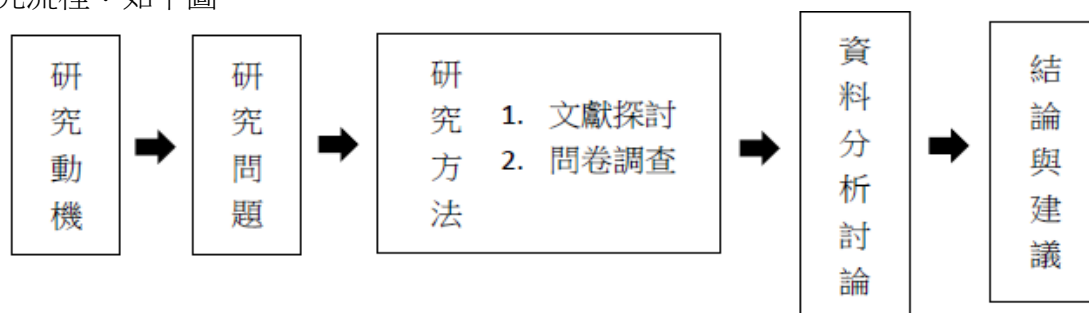 究流程,如下圖
研究動機
研究問題
研究方法
1. 文獻探討
2. 問卷調查
資料分析討論
結論與建議